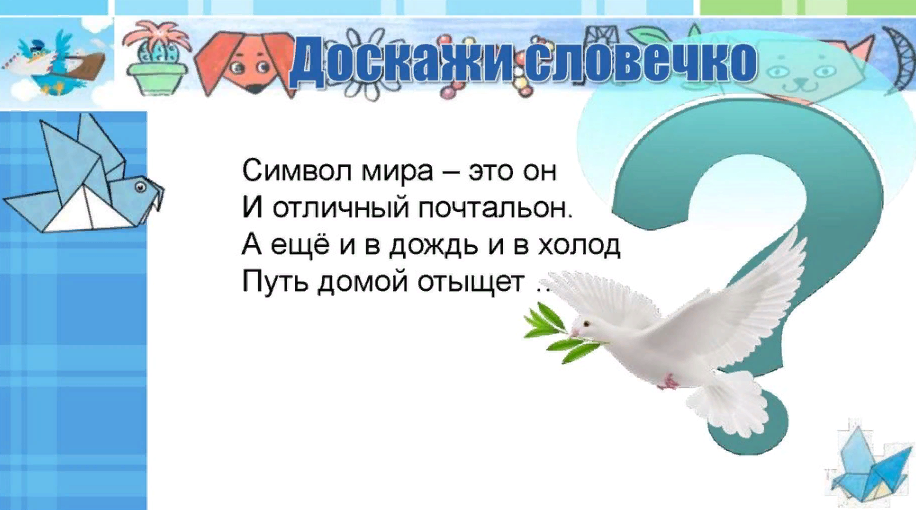 Доскажи словечко
Символ мира – это он
И отличный почтальон.
А ещё и в дождь и в холод
Путь домой отыщет ..
?